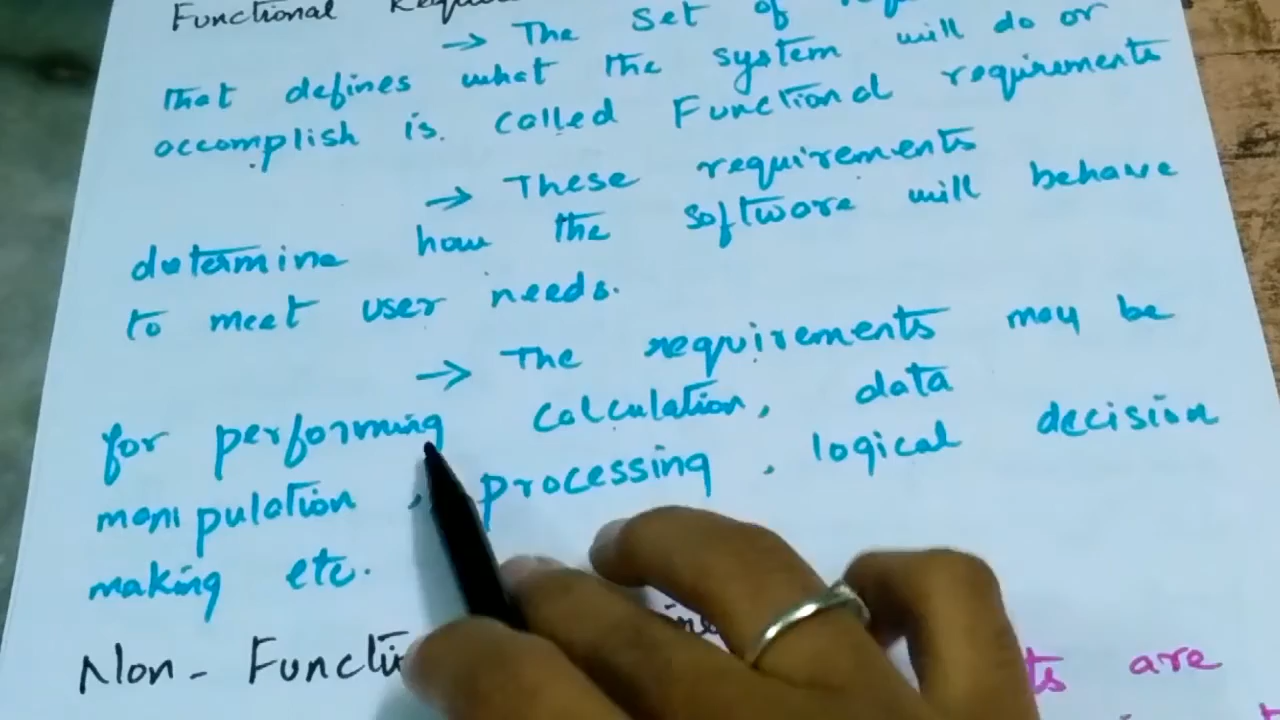 Functional
→ The set of
that defines what the system will do or
accomplish is. called Functional requirements
→ These requirements
determine how the software will behave
to meet user needs.
→ The requirements may be
for performing calculation, data
manipulation, processing, logical decision
making etc.
Non-
are